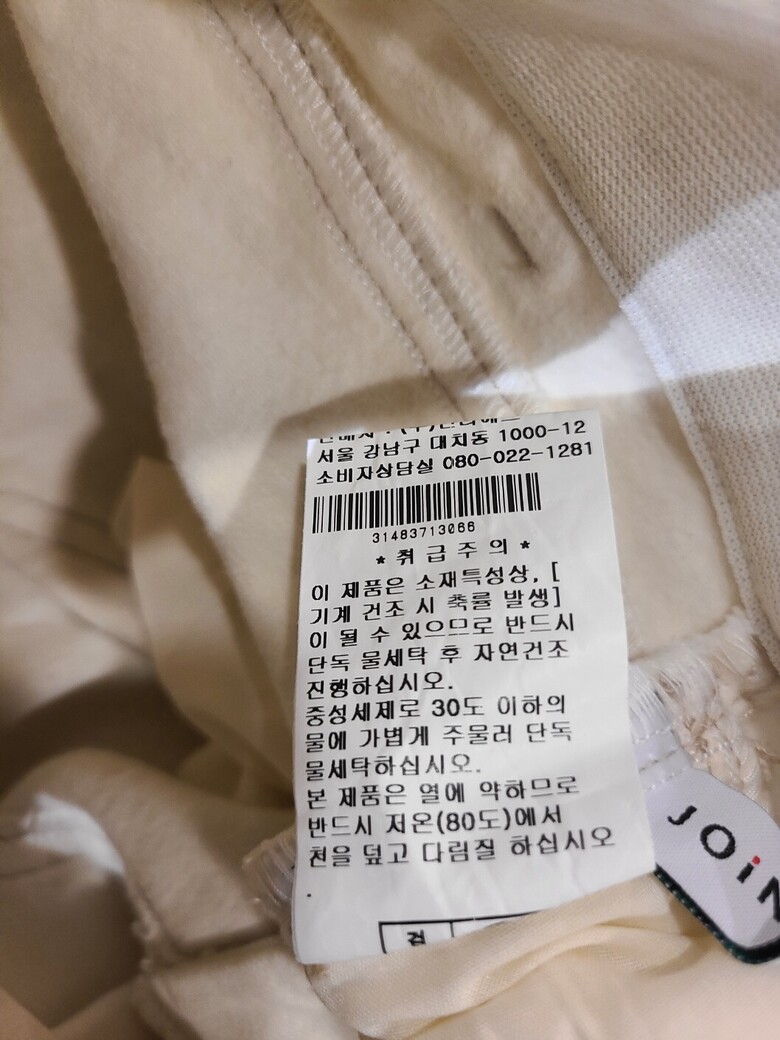 서울 강남구 대치동 1000-12
소비자상담실 080-022-1281
31483713066
* 취 급 주 의 *
이 제품은 소재특성상, [
기계 건조 시 축률 발생]
이 될 수 있으므로 반드시
단독 물세탁 후 자연건조
진행하십시오.
중성세제로 30도 이하의
물에 가볍게 주물러 단독
물세탁하십시오.
본 제품은 열에 약하므로
반드시 저온(80도)에서
천을 덮고 다림질 하십시오
.
검
JOiN